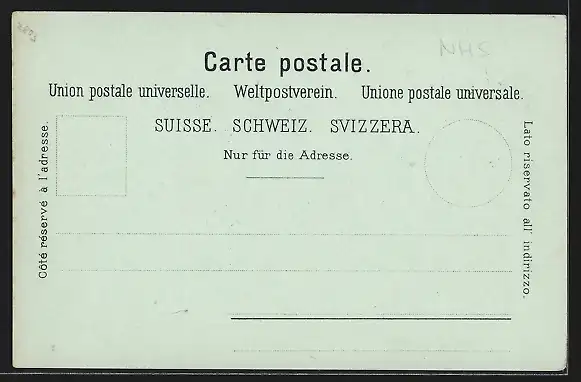 NHS
Carte postale.
Union postale universelle. Weltpostverein. Unione postale universale.
SUISSE. SCHWEIZ. SVIZZERA.
Nur für die Adresse.
Côté réservé à l'adresse.
Lato riservato all' indirizzo.